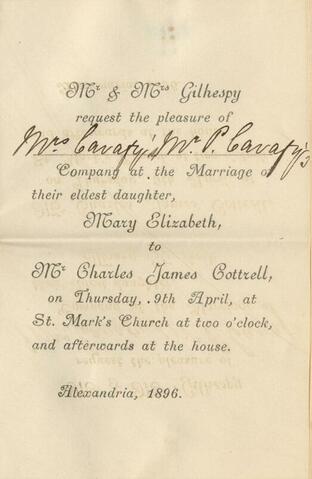 Mr & Mrs Gilhespy
request the pleasure of
Mrs Cavafy's, Mr. P. Cavafy's
Company at the Marriage of
their eldest daughter,
Mary Elizabeth,
to
Mr Charles James Cottrell,
on Thursday, 9th April, at
St. Mark's Church at two o'clock,
and afterwards at the house.
Alexandria, 1896.